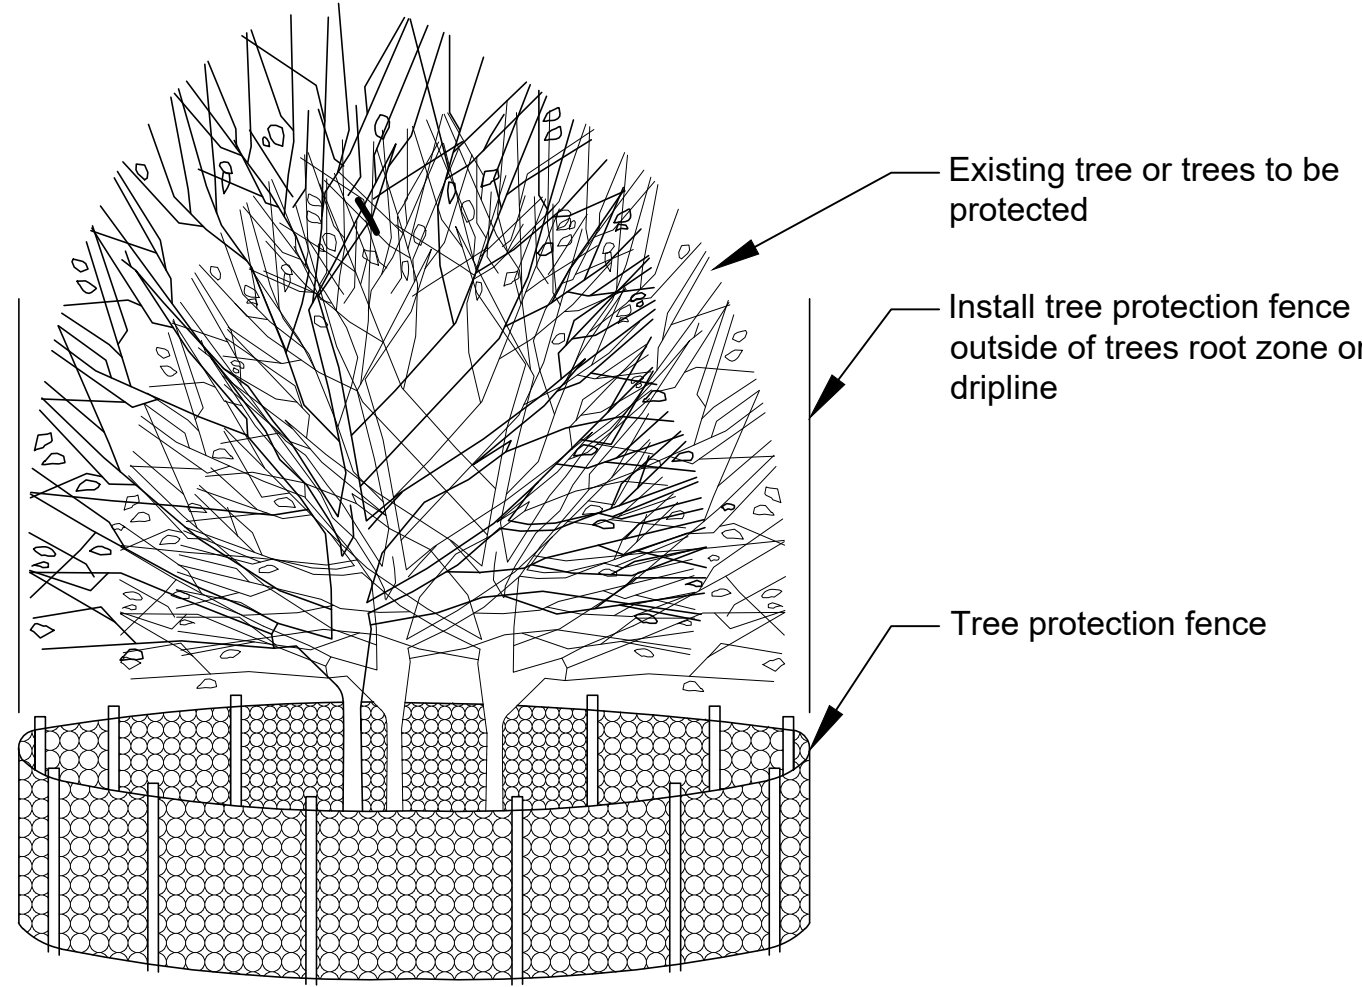 Existing tree or trees to be
protected
Install tree protection fence
outside of trees root zone or
dripline
Tree protection fence